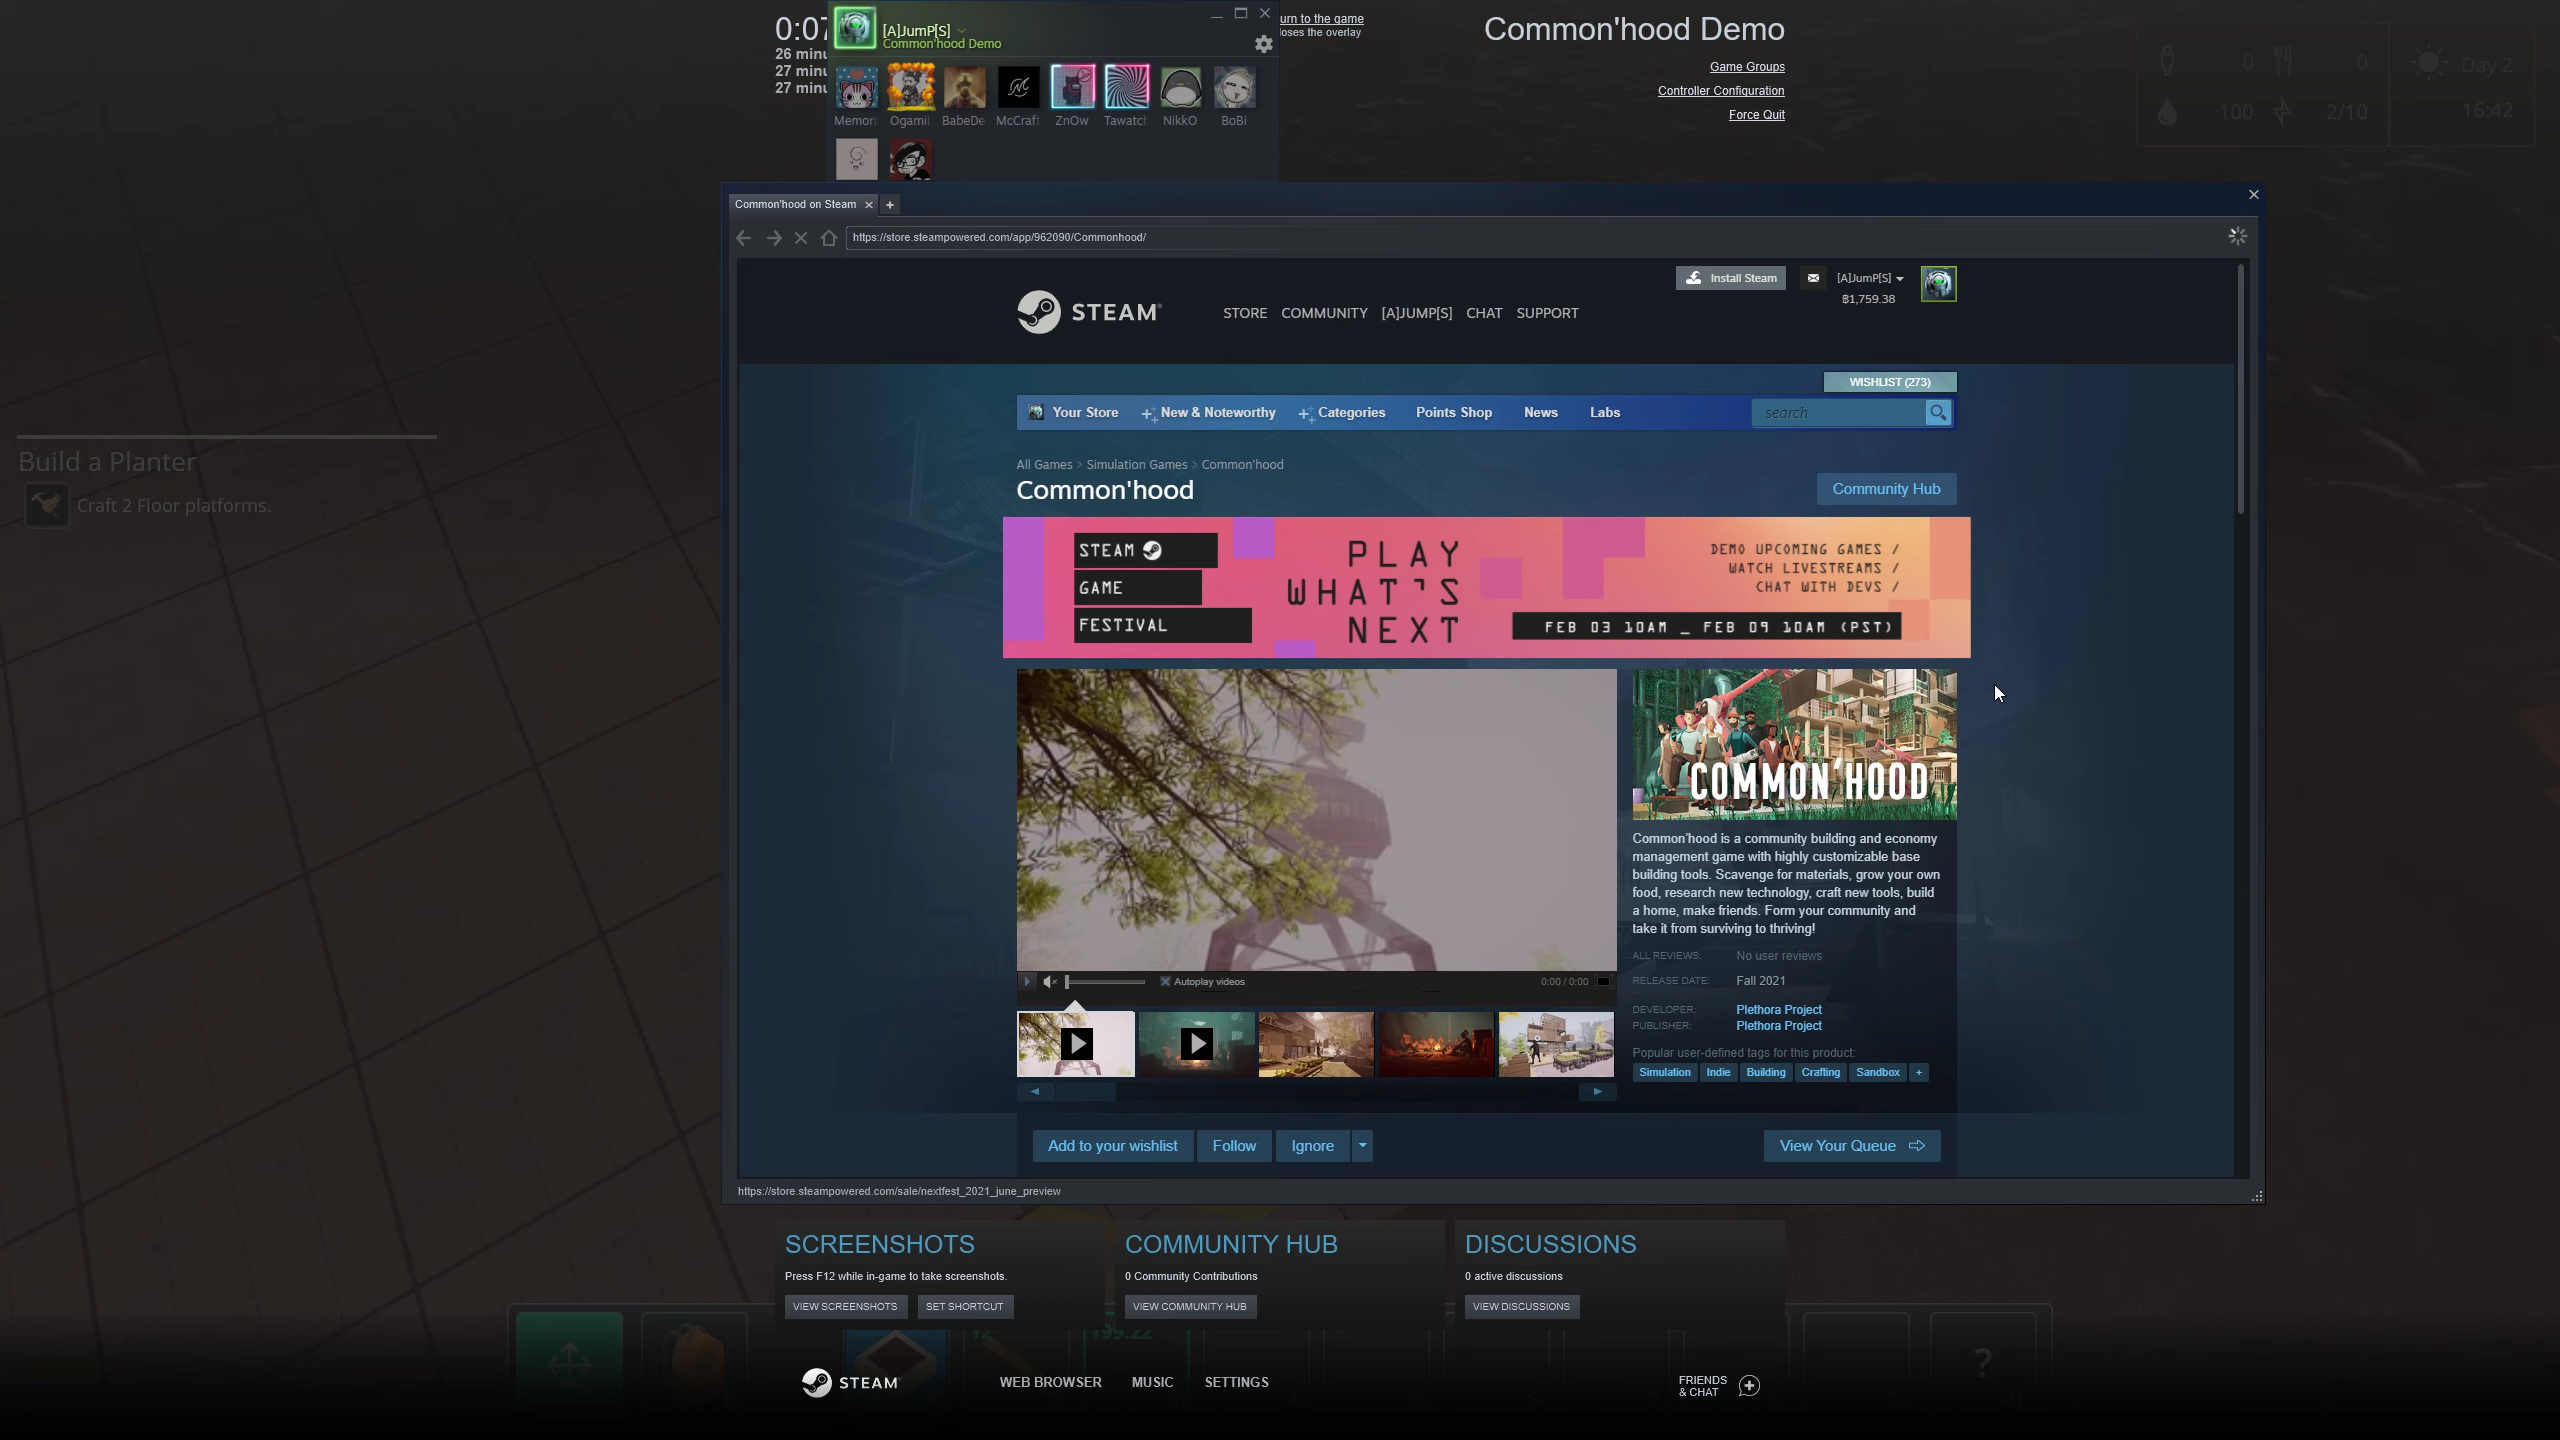 0:07
[A]JumP[S]
Common'hood Demo
urn to the game
loses the overlay
26 minu
27 minu
27 minu
Memori
Ogamii
BabeDe
McCraft
ZnOw
Tawatch
NikkO
BoBi
Common'hood Demo
Game Groups
Controller Configuration
Force Quit
0
0
Day 2
100
2/10
16:42
Build a Planter
Craft 2 Floor platforms.
Common'hood on Steam
https://store.steampowered.com/app/962090/Commonhood/
Install Steam
[A]JumP[S]
฿1,759.38
STEAM
STORE
COMMUNITY
[A]JUMP[S]
CHAT
SUPPORT
WISHLIST (273)
Your Store
New & Noteworthy
Categories
Points Shop
News
Labs
search
All Games > Simulation Games > Common'hood
Common'hood
Community Hub
STEAM
GAME
FESTIVAL
PLAY
WHAT'S
NEXT
DEMO UPCOMING GAMES /
WATCH LIVESTREAMS /
CHAT WITH DEVS /
FEB 03 10AM _ FEB 09 10AM (PST)
COMMON'HOOD
Common'hood is a community building and economy
management game with highly customizable base
building tools. Scavenge for materials, grow your own
food, research new technology, craft new tools, build
a home, make friends. Form your community and
take it from surviving to thriving!
ALL REVIEWS: No user reviews
RELEASE DATE: Fall 2021
DEVELOPER: Plethora Project
PUBLISHER: Plethora Project
Popular user-defined tags for this product:
Simulation
Indie
Building
Crafting
Sandbox
+
Autoplay videos
0:00 / 0:00
Add to your wishlist
Follow
Ignore
View Your Queue
https://store.steampowered.com/sale/nextfest_2021_june_preview
SCREENSHOTS
Press F12 while in-game to take screenshots.
VIEW SCREENSHOTS
SET SHORTCUT
COMMUNITY HUB
0 Community Contributions
VIEW COMMUNITY HUB
DISCUSSIONS
0 active discussions
VIEW DISCUSSIONS
12
199.22
?
STEAM
WEB BROWSER
MUSIC
SETTINGS
FRIENDS
& CHAT